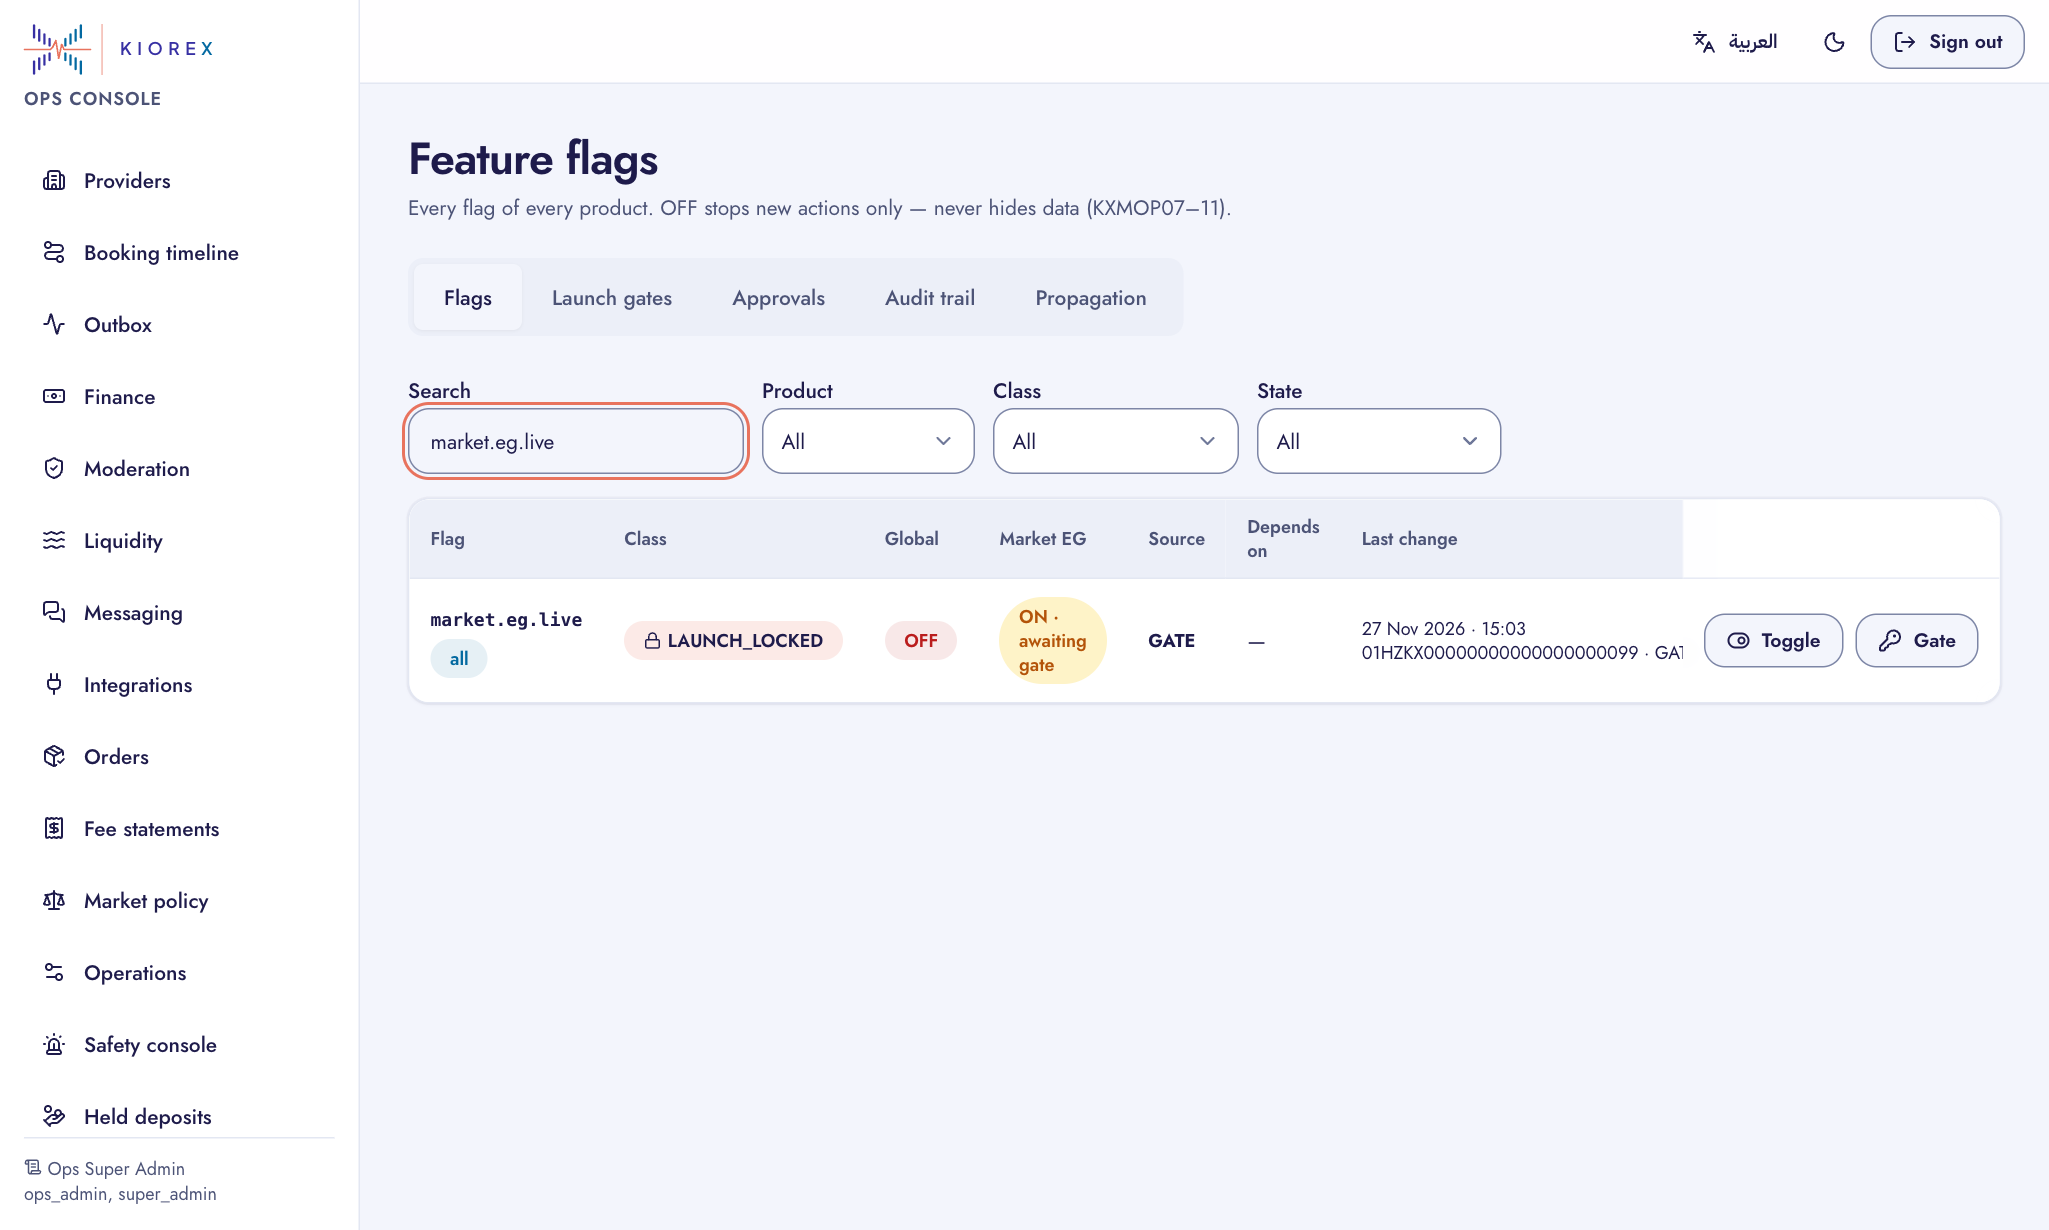 KIOREX
OPS CONSOLE
Providers
Booking timeline
Outbox
Finance
Moderation
Liquidity
Messaging
Integrations
Orders
Fee statements
Market policy
Operations
Safety console
Held deposits
Ops Super Admin
ops_admin, super_admin
العربية
Sign out
Feature flags
Every flag of every product. OFF stops new actions only — never hides data (KXMOP07–11).
Flags Launch gates Approvals Audit trail Propagation
Search Product Class State
market.eg.live All All All
Flag Class Global Market EG Source Depends on Last change
market.eg.live
all
LAUNCH_LOCKED
OFF
ON ·
awaiting
gate
GATE
—
27 Nov 2026 · 15:03
01HZKX00000000000000000099 · GAT
Toggle
Gate